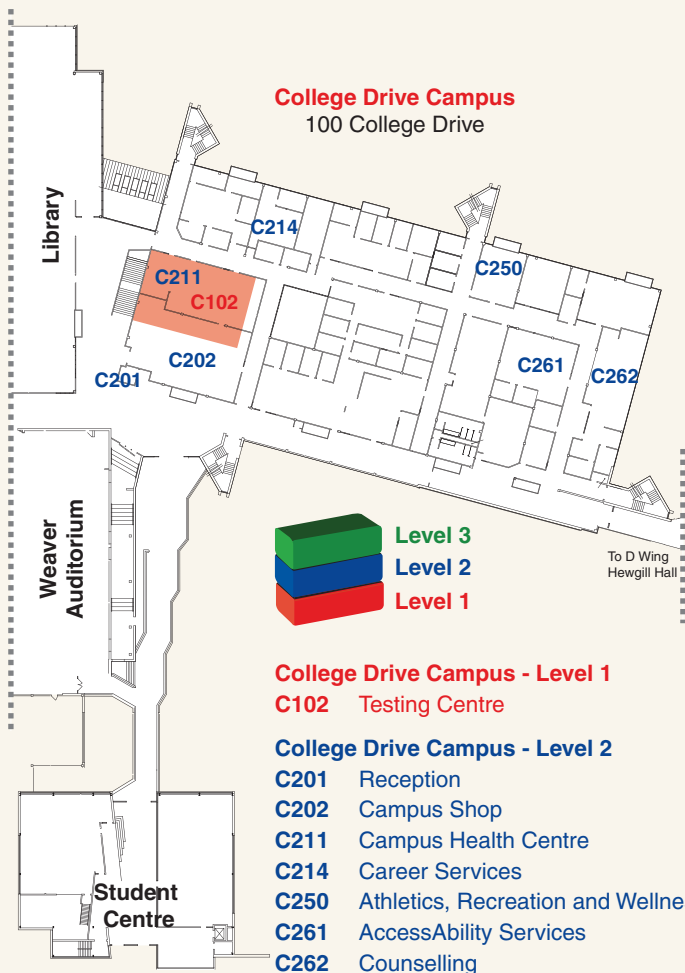 College Drive Campus
100 College Drive
Library
C214
C250
C211
C102
C202
C261
C201
C262
Weaver
Auditorium
Level 3
Level 2
Level 1
To D Wing
Hewgill Hall
College Drive Campus - Level 1
C102 Testing Centre
College Drive Campus - Level 2
C201 Reception
C202 Campus Shop
C211 Campus Health Centre
C214 Career Services
C250 Athletics, Recreation and Wellne
C261 AccessAbility Services
C262 Counselling
Student
Centre